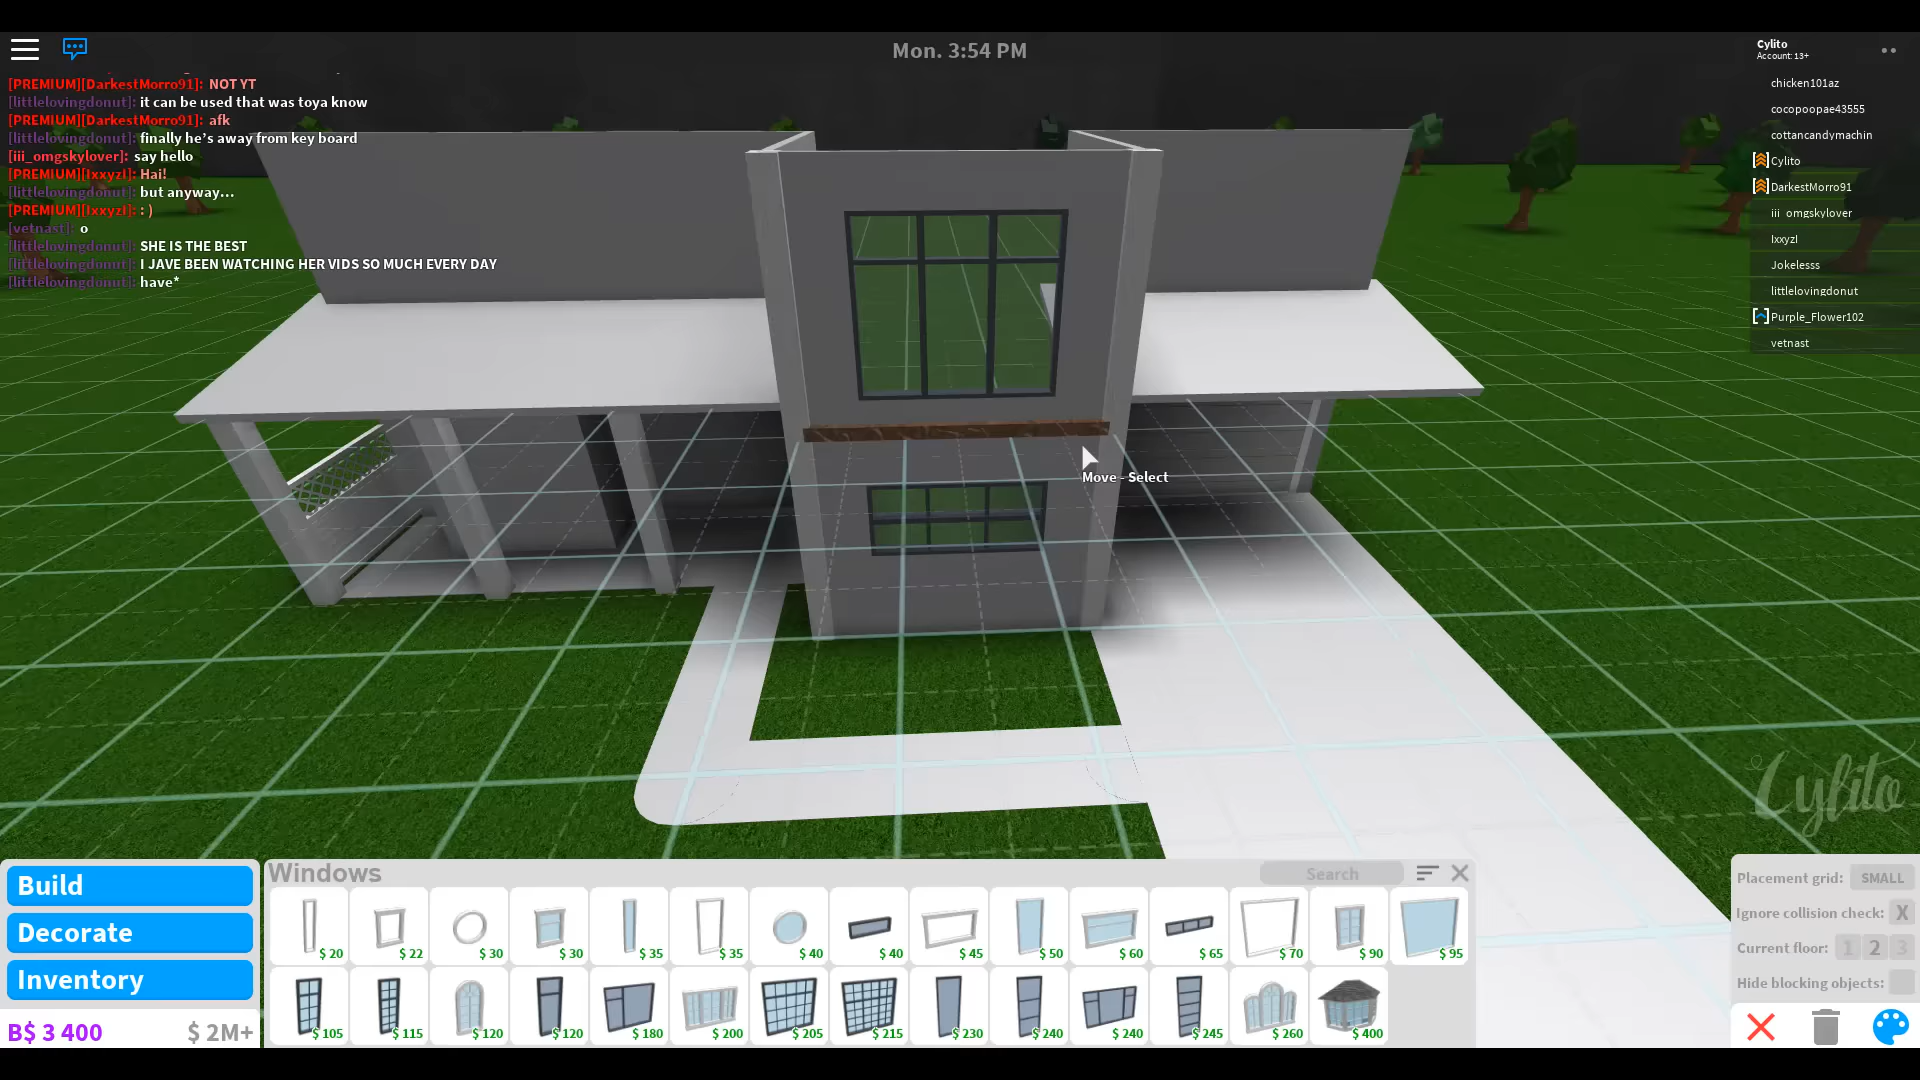 Mon. 3:54 PM
Cylito
Account: 13+
[PREMIUM][DarkestMorro91]: NOT YT
[littlelovingdonut]: it can be used that was toya know
[PREMIUM][DarkestMorro91]: afk
[littlelovingdonut]: finally he's away from key board
[iii_omgskylover]: say hello
[PREMIUM][IxxyzI]: Hai!
[littlelovingdonut]: but anyway...
[PREMIUM][IxxyzI]: : )
[vetnast]: o
[littlelovingdonut]: SHE IS THE BEST
[littlelovingdonut]: I JAVE BEEN WATCHING HER VIDS SO MUCH EVERY DAY
[littlelovingdonut]: have*
chicken101az
cocopoopae43555
cottancandymachin
Cylito
DarkestMorro91
iii_omgskylover
IxxyzI
Jokelesss
littlelovingdonut
Purple_Flower102
vetnast
Move - Select
Cylito
Build
Decorate
Inventory
B$ 3 400 $ 2M+
Windows
Search
$ 20 $ 22 $ 30 $ 30 $ 35 $ 35 $ 40 $ 40 $ 45 $ 50 $ 60 $ 65 $ 70 $ 90 $ 95
$ 105 $ 115 $ 120 $ 120 $ 180 $ 200 $ 205 $ 215 $ 230 $ 240 $ 240 $ 245 $ 260 $ 400
Placement grid: SMALL
Ignore collision check: X
Current floor: 1 2 3
Hide blocking objects: